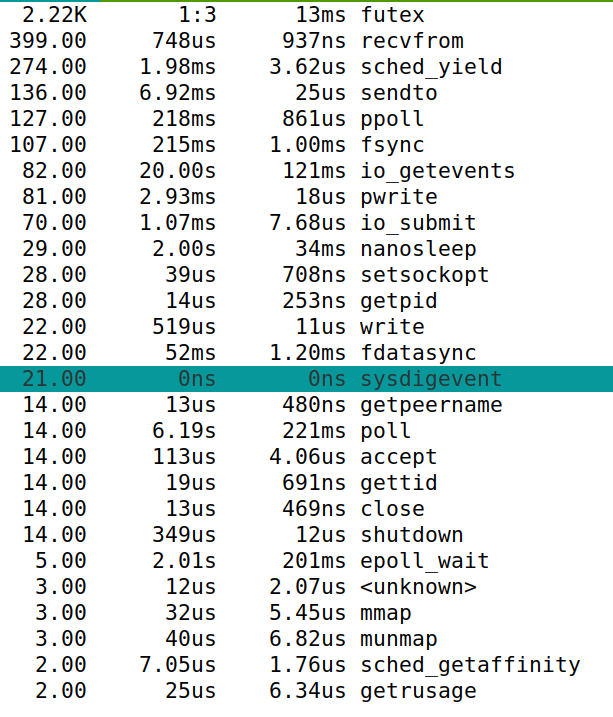 2.22K 1:3 13ms futex
399.00 748us 937ns recvfrom
274.00 1.98ms 3.62us sched_yield
136.00 6.92ms 25us sendto
127.00 218ms 861us ppoll
107.00 215ms 1.00ms fsync
82.00 20.00s 121ms io_getevents
81.00 2.93ms 18us pwrite
70.00 1.07ms 7.68us io_submit
29.00 2.00s 34ms nanosleep
28.00 39us 708ns setsockopt
28.00 14us 253ns getpid
22.00 519us 11us write
22.00 52ms 1.20ms fdatasync
21.00 0ns 0ns sysdigevent
14.00 13us 480ns getpeername
14.00 6.19s 221ms poll
14.00 113us 4.06us accept
14.00 19us 691ns gettid
14.00 13us 469ns close
14.00 349us 12us shutdown
5.00 2.01s 201ms epoll_wait
3.00 12us 2.07us <unknown>
3.00 32us 5.45us mmap
3.00 40us 6.82us munmap
2.00 7.05us 1.76us sched_getaffinity
2.00 25us 6.34us getrusage